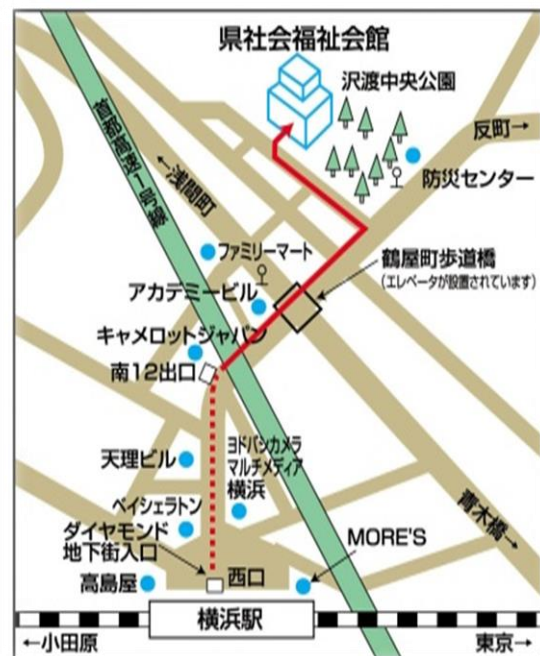 県社会福祉会館
沢渡中央公園
反町→
首都高速1号線
←浅間町
防災センター
ファミリーマート
鶴屋町歩道橋
(エレベータが設置されています)
アカデミービル
キャメロットジャパン
南12出口
天理ビル
ヨドバシカメラ
マルチメディア
横浜
ベイシェラトン
ダイヤモンド
地下街入口
青木橋→
MORE'S
高島屋
西口
横浜駅
←小田原
東京→